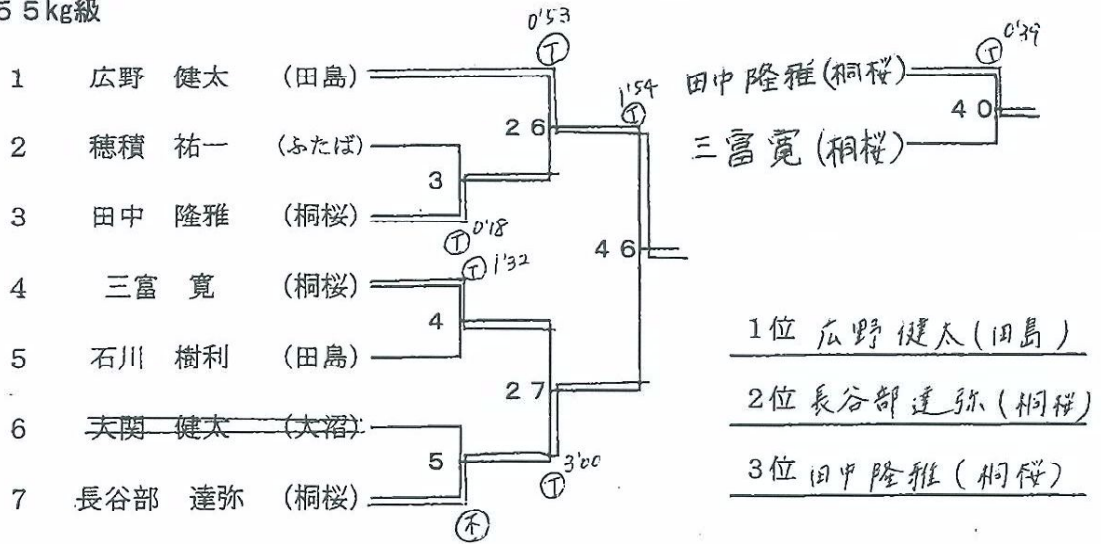 55kg級
0'53
Ⓣ
1 広野 健太 (田島)
26
1'54
Ⓣ
2 穂積 祐一 (ふたば)
3
3 田中 隆雅 (桐桜)
Ⓣ 0'18
46
Ⓣ 1'32
4 三富 寛 (桐桜)
4
5 石川 樹利 (田島)
27
6 大関 健太 (大沼)
5
3'00
Ⓣ
7 長谷部 達弥 (桐桜)
㊍
Ⓣ 0'39
田中 隆雅 (桐桜)
40
三富 寛 (桐桜)
1位 広野 健太 (田島)
2位 長谷部 達弥 (桐桜)
3位 田中 隆雅 (桐桜)